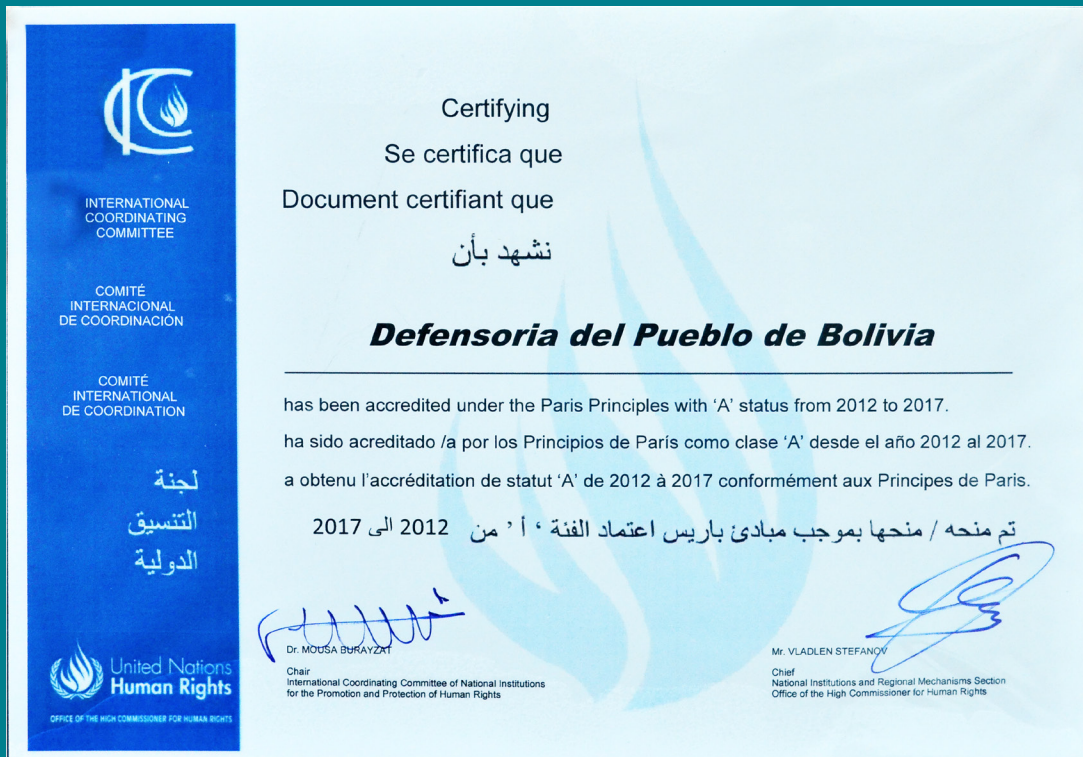 INTERNATIONAL
COORDINATING
COMMITTEE
COMITÉ
INTERNACIONAL
DE COORDINACIÓN
COMITÉ
INTERNATIONAL
DE COORDINATION
لجنة
التنسيق
الدولية
United Nations
Human Rights
OFFICE OF THE HIGH COMMISSIONER FOR HUMAN RIGHTS
Certifying
Se certifica que
Document certifiant que
نشهد بأن
Defensoria del Pueblo de Bolivia
has been accredited under the Paris Principles with ‘A’ status from 2012 to 2017.
ha sido acreditado /a por los Principios de París como clase ‘A’ desde el año 2012 al 2017.
a obtenu l’accréditation de statut ‘A’ de 2012 à 2017 conformément aux Principes de Paris.
تم منحه / منحها بموجب مبادئ باريس اعتماد الفئة ‘ أ ’ من 2012 الى 2017
Dr. MOUSA BURAYZAT
Chair
International Coordinating Committee of National Institutions
for the Promotion and Protection of Human Rights
Mr. VLADLEN STEFANOV
Chief
National Institutions and Regional Mechanisms Section
Office of the High Commissioner for Human Rights